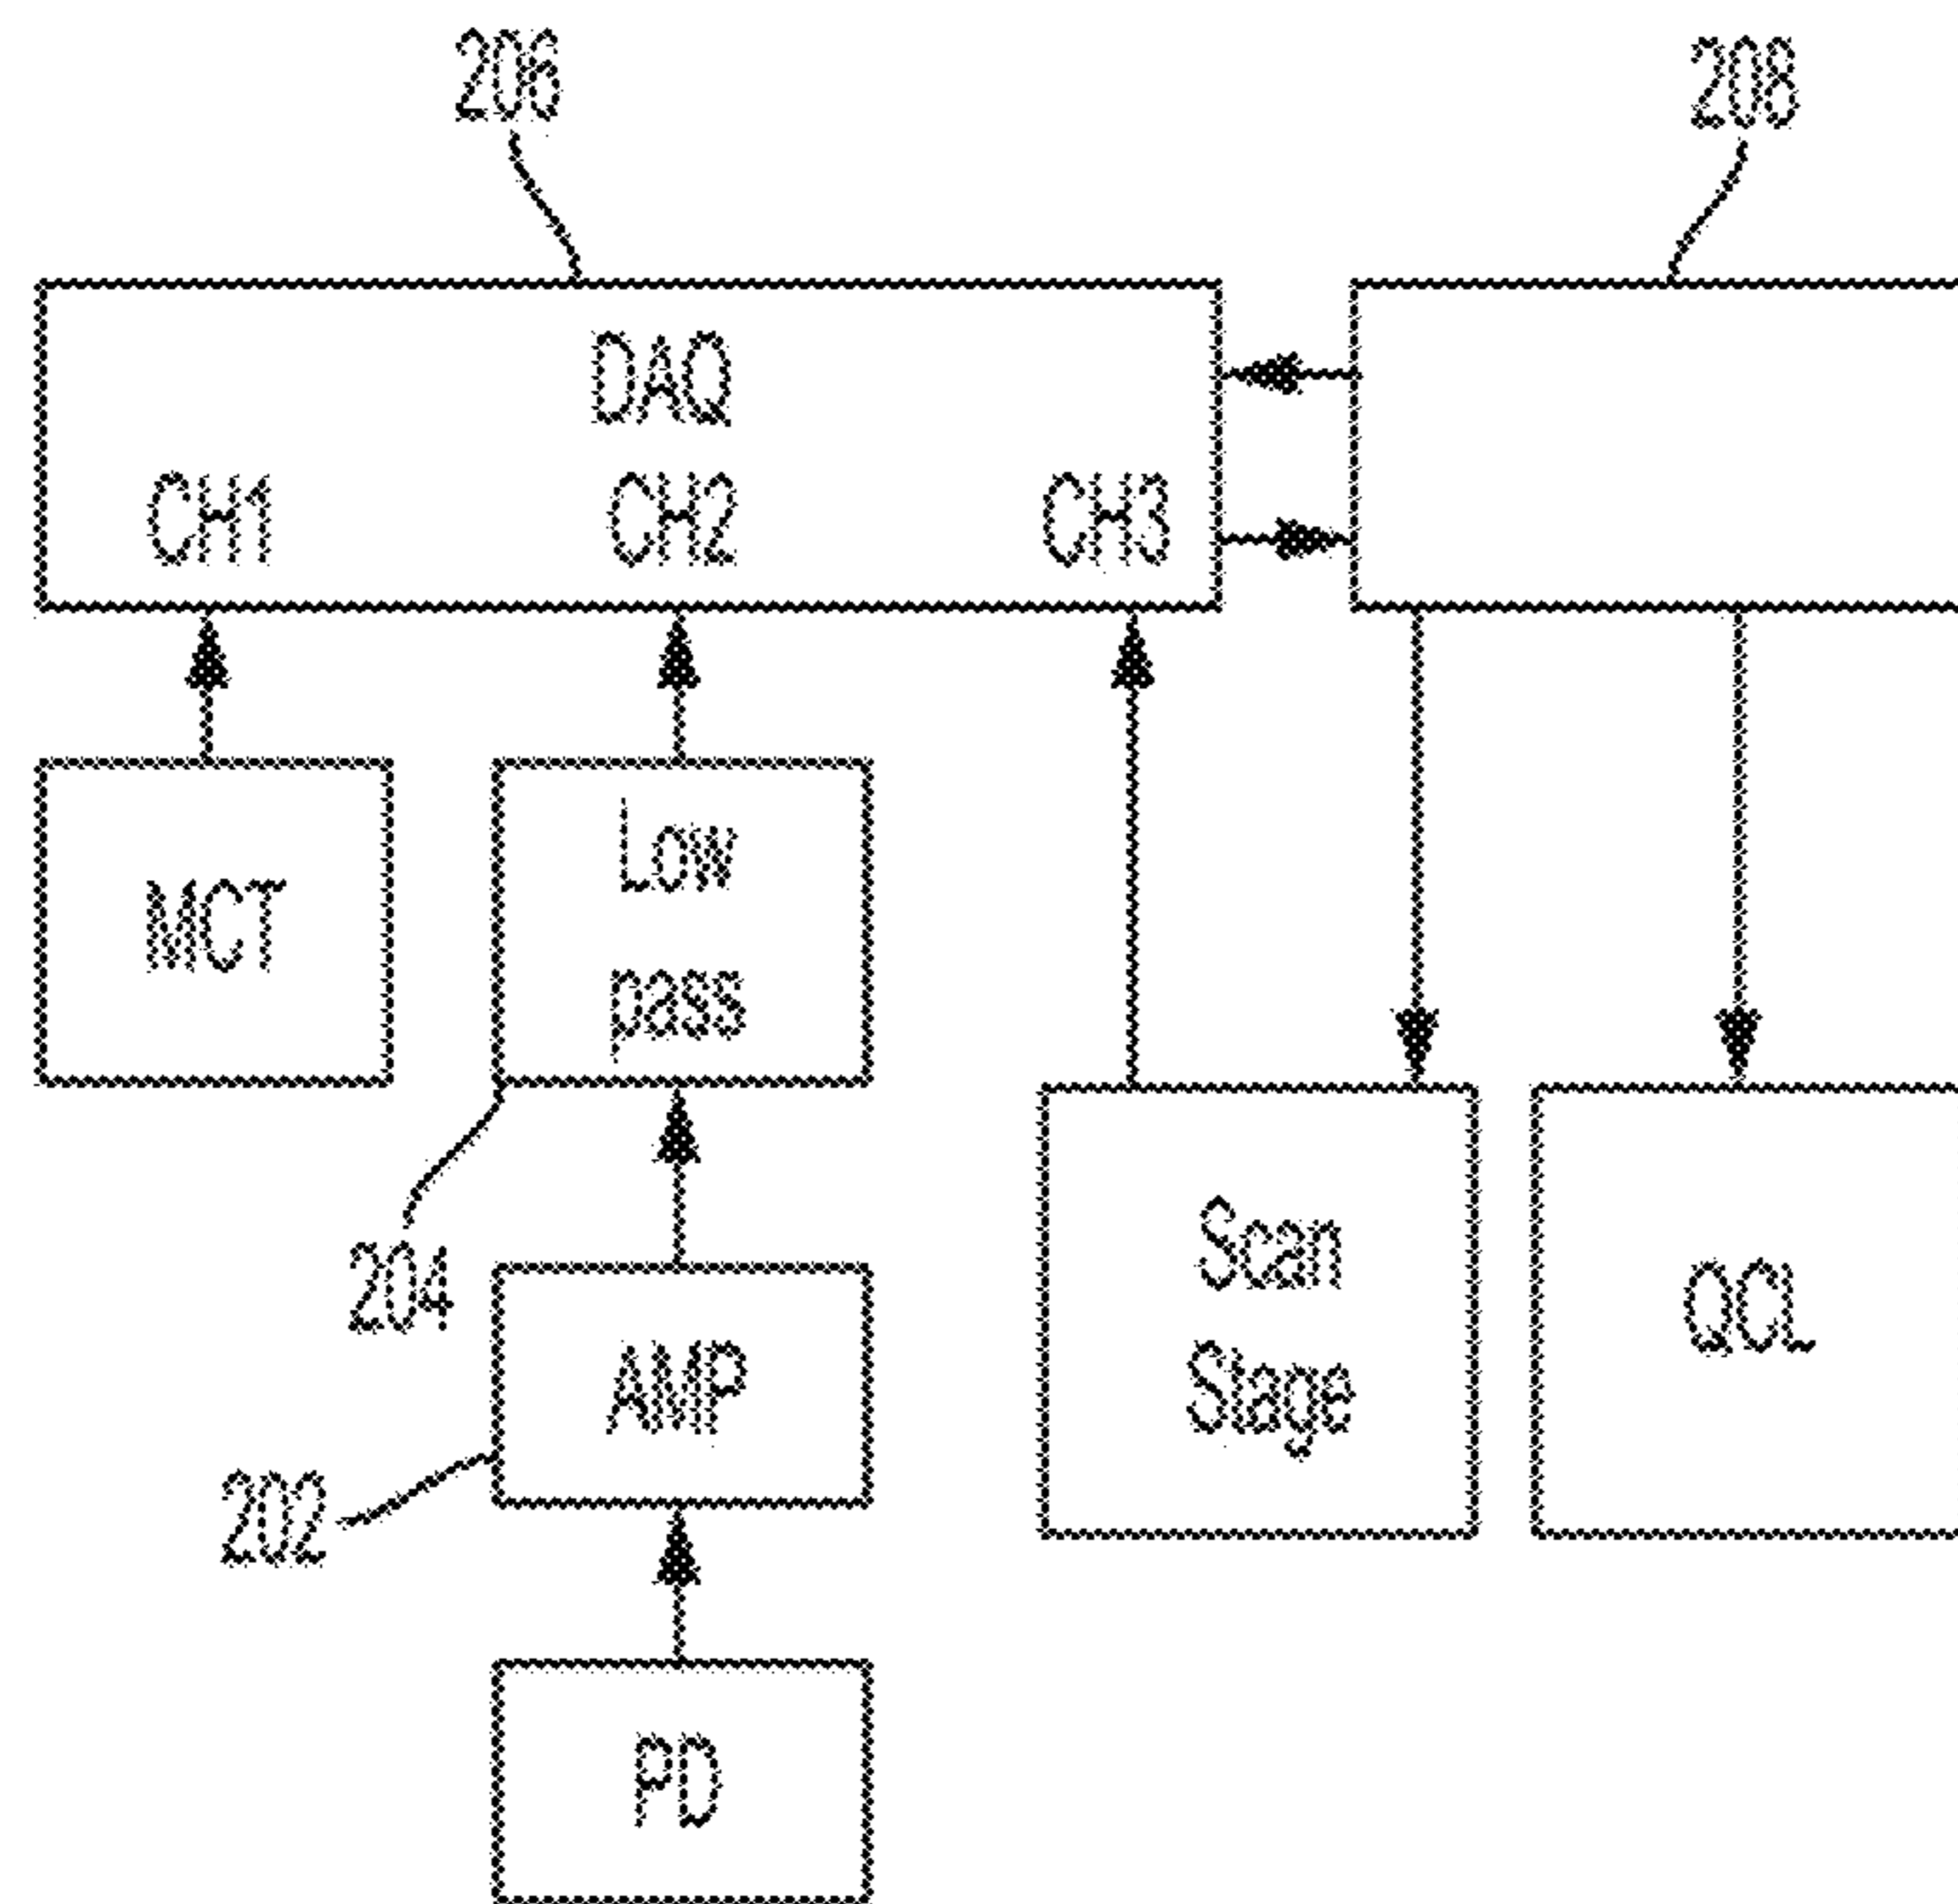 206
208
DAQ
CH1
CH2
CH3
MCT
Low
pass
204
AMP
202
PD
Scan
Stage
QCL